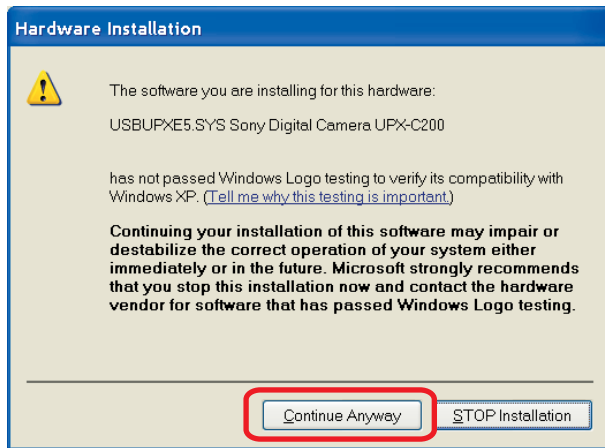 Hardware Installation
The software you are installing for this hardware:
USBUPXE5.SYS Sony Digital Camera UPX-C200
has not passed Windows Logo testing to verify its compatibility with
Windows XP. (Tell me why this testing is important.)
Continuing your installation of this software may impair or
destabilize the correct operation of your system either
immediately or in the future. Microsoft strongly recommends
that you stop this installation now and contact the hardware
vendor for software that has passed Windows Logo testing.
Continue Anyway
STOP Installation